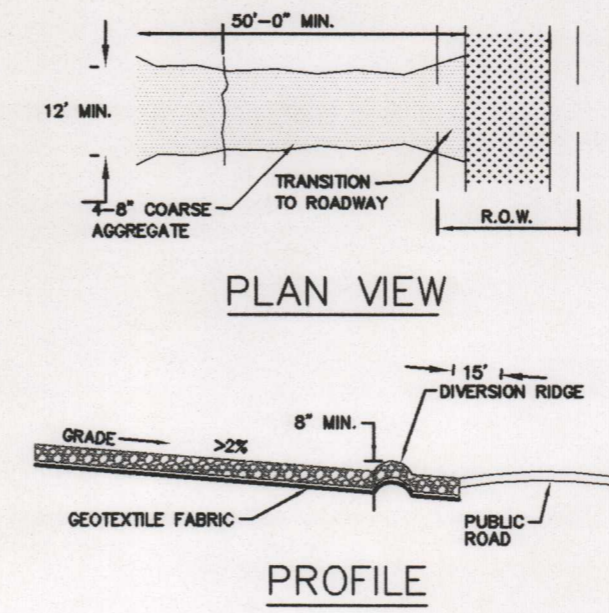 50'-0" MIN.
12' MIN.
4-8" COARSE
AGGREGATE
TRANSITION
TO ROADWAY
R.O.W.
PLAN VIEW
15'
DIVERSION RIDGE
8" MIN.
GRADE
>2%
GEOTEXTILE FABRIC
PUBLIC
ROAD
PROFILE